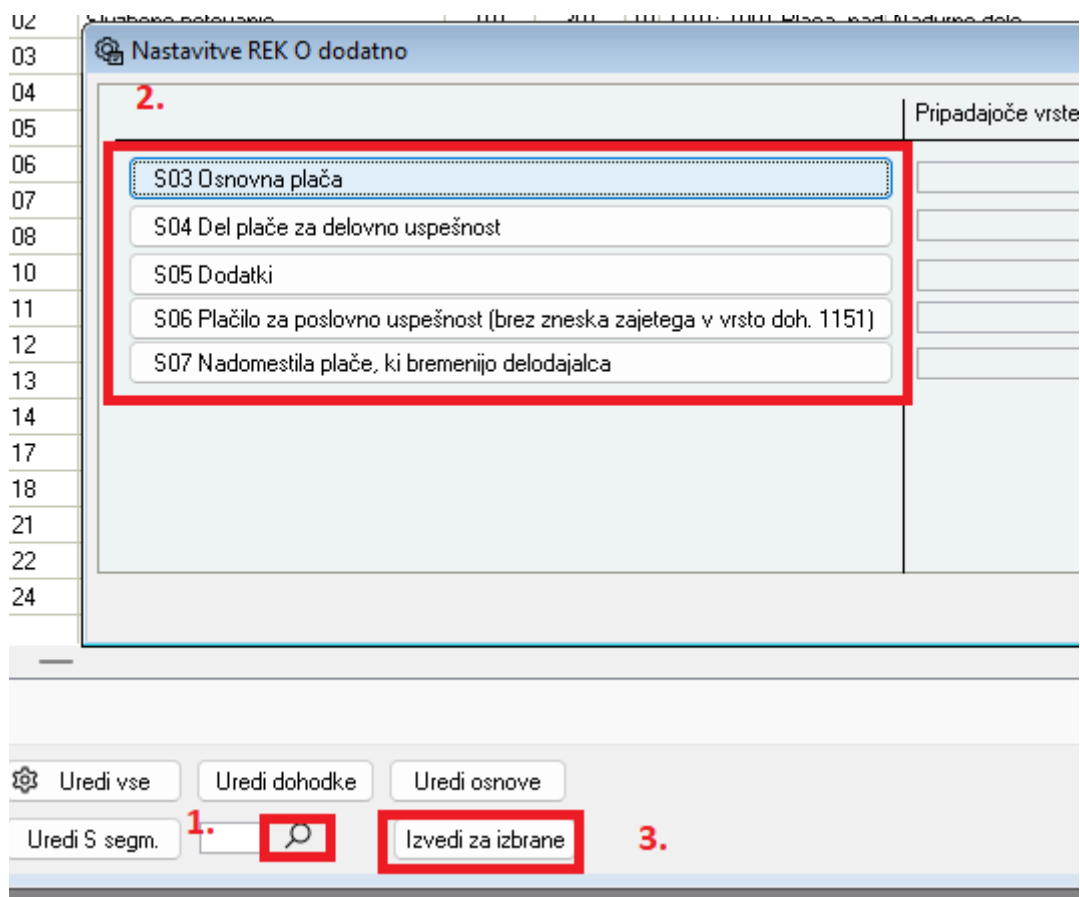 02 Službeno potovanje
Nastavitve REK O dodatno
03
04 2.
Pripadajoče vrste
05
06 S03 Osnovna plača
07
08 S04 Del plače za delovno uspešnost
10 S05 Dodatki
11 S06 Plačilo za poslovno uspešnost (brez zneska zajetega v vrsto doh. 1151)
12
13 S07 Nadomestila plače, ki bremenijo delodajalca
14
17
18
21
22
24
Uredi vse Uredi dohodke Uredi osnove
Uredi S segm. 1. Izvedi za izbrane 3.